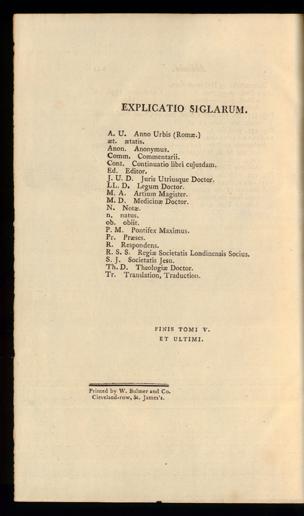 EXPLICATIO SIGLARUM.
A. U. Anno Urbis (Romæ.)
æt. ætatis.
Anon. Anonymus.
Comm. Commentarii.
Cont. Continuatio libri cujusdam.
Ed. Editor.
J. U. D. Juris Utriusque Doctor.
LL. D. Legum Doctor.
M. A. Artium Magister.
M. D. Medicinæ Doctor.
N. Notæ.
n. natus.
ob. obiit.
P. M. Pontifex Maximus.
Pr. Præses.
R. Respondens.
R. S. S. Regiæ Societatis Londinensis Socius.
S. J. Societatis Jesu.
Th. D. Theologiæ Doctor.
Tr. Translation, Traduction.
FINIS TOMI V.
ET ULTIMI.
Printed by W. Bulmer and Co.
Cleveland-row, St. James's.